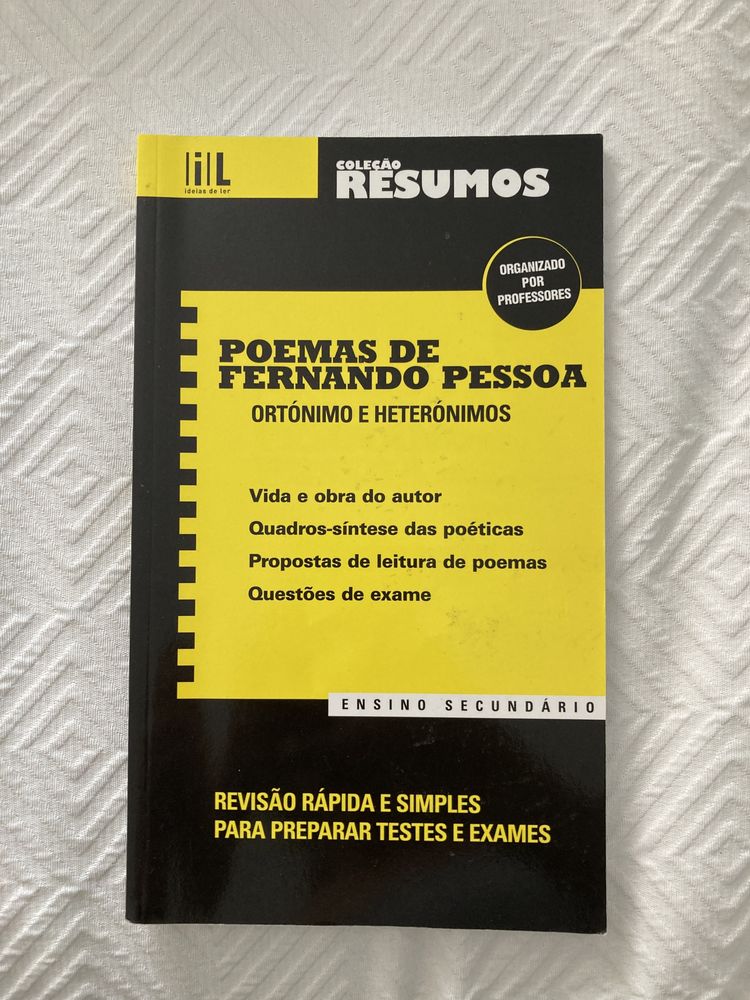 |i|L
ideias de ler
COLEÇÃO
RESUMOS
ORGANIZADO
POR
PROFESSORES
POEMAS DE
FERNANDO PESSOA
ORTÓNIMO E HETERÓNIMOS
Vida e obra do autor
Quadros-síntese das poéticas
Propostas de leitura de poemas
Questões de exame
ENSINO SECUNDÁRIO
REVISÃO RÁPIDA E SIMPLES
PARA PREPARAR TESTES E EXAMES